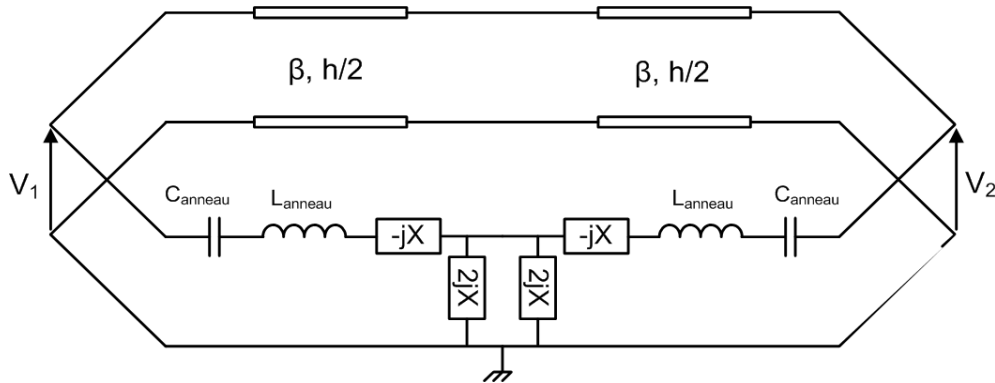 β, h/2 β, h/2
V1 V2
Canneau Lanneau Lanneau Canneau
-jX -jX
2jX 2jX